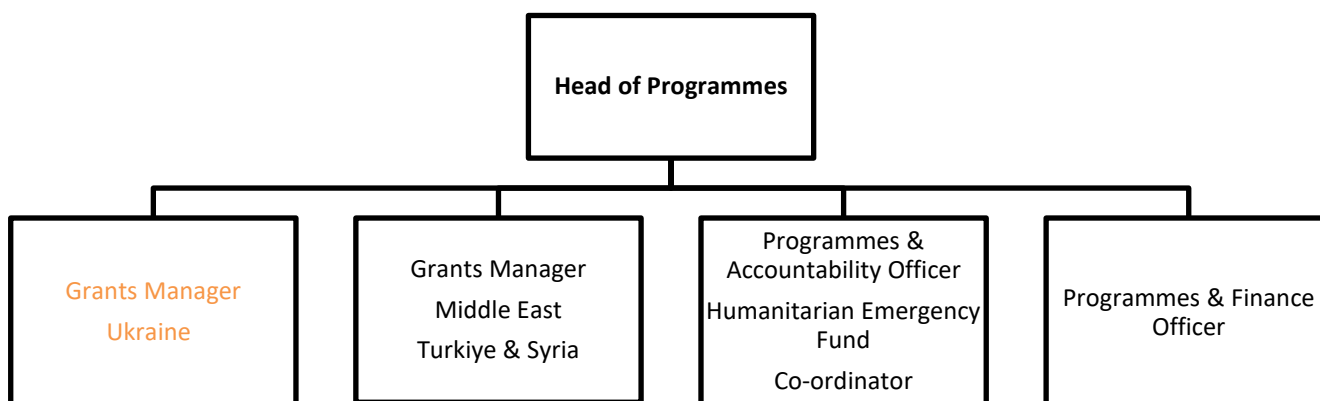 Head of Programmes
Grants Manager
Ukraine
Grants Manager
Middle East
Turkiye & Syria
Programmes &
Accountability Officer
Humanitarian Emergency
Fund
Co-ordinator
Programmes & Finance
Officer